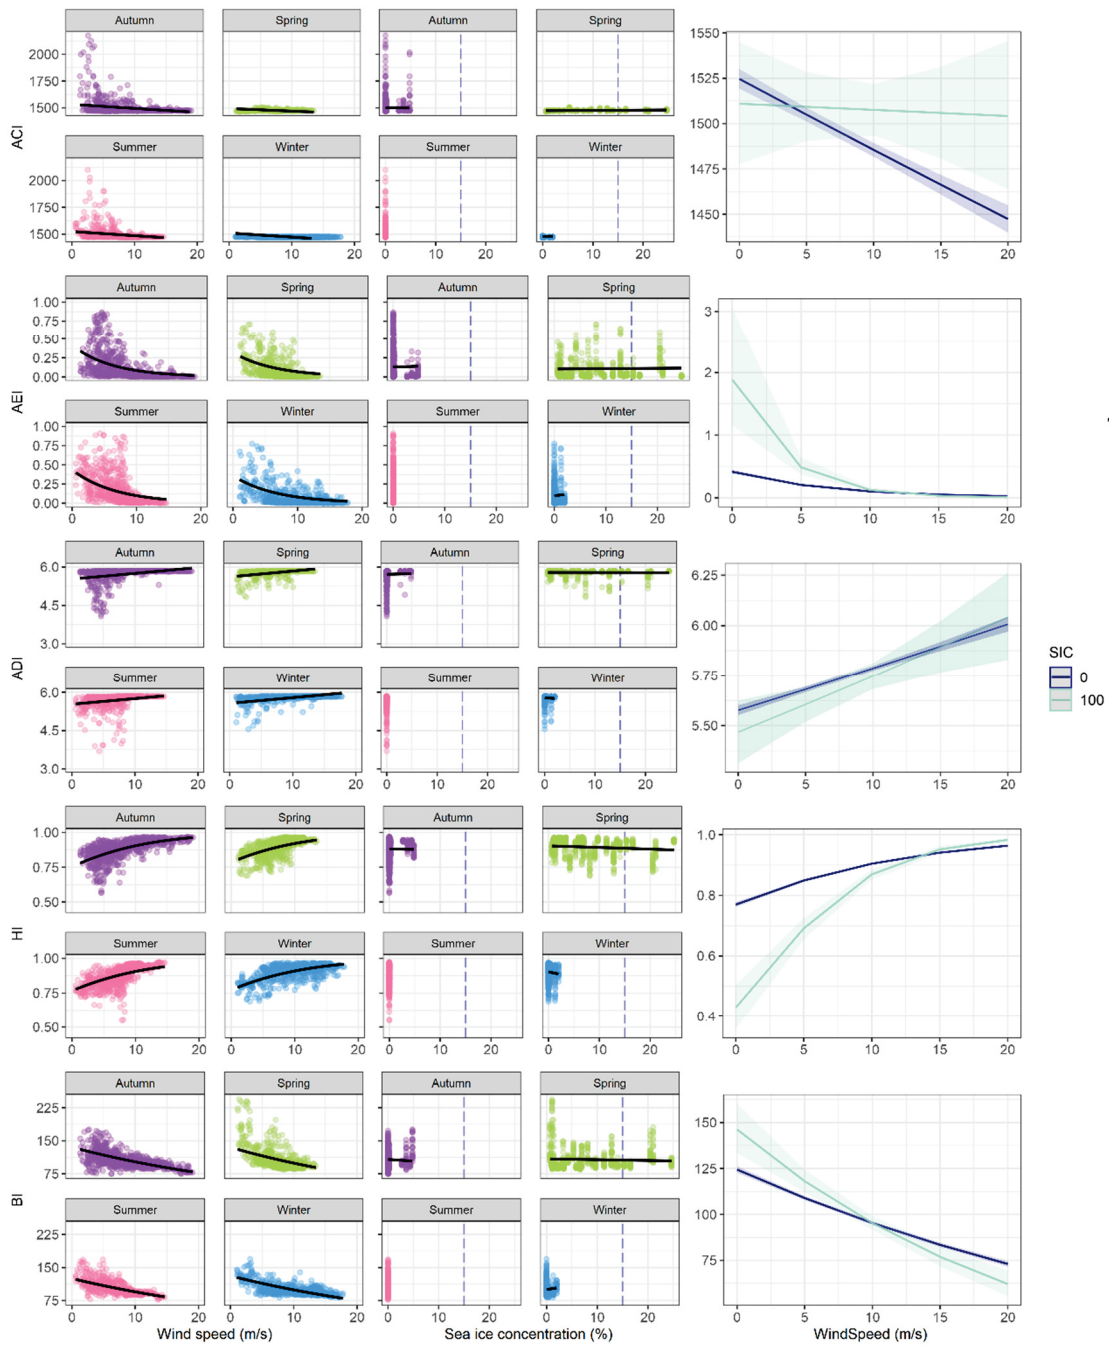 Autumn Spring Autumn Spring
2000
1750
1500
Summer Winter Summer Winter
2000
1750
1500
0 10 20 0 10 20 0 10 20 0 10 20
ACI
1550
1525
1500
1475
1450
0 5 10 15 20
Autumn Spring Autumn Spring
1.00
0.75
0.50
0.25
0.00
Summer Winter Summer Winter
1.00
0.75
0.50
0.25
0.00
0 10 20 0 10 20 0 10 20 0 10 20
AEI
3
2
1
0
0 5 10 15 20
Autumn Spring Autumn Spring
6.0
4.5
3.0
Summer Winter Summer Winter
6.0
4.5
3.0
0 10 20 0 10 20 0 10 20 0 10 20
ADI
6.25
6.00
5.75
5.50
0 5 10 15 20
SIC
0
100
Autumn Spring Autumn Spring
1.00
0.75
0.50
Summer Winter Summer Winter
1.00
0.75
0.50
0 10 20 0 10 20 0 10 20 0 10 20
HI
1.0
0.8
0.6
0.4
0 5 10 15 20
Autumn Spring Autumn Spring
225
150
75
Summer Winter Summer Winter
225
150
75
0 10 20 0 10 20 0 10 20 0 10 20
BI
150
125
100
75
0 5 10 15 20
Wind speed (m/s) Sea ice concentration (%) WindSpeed (m/s)